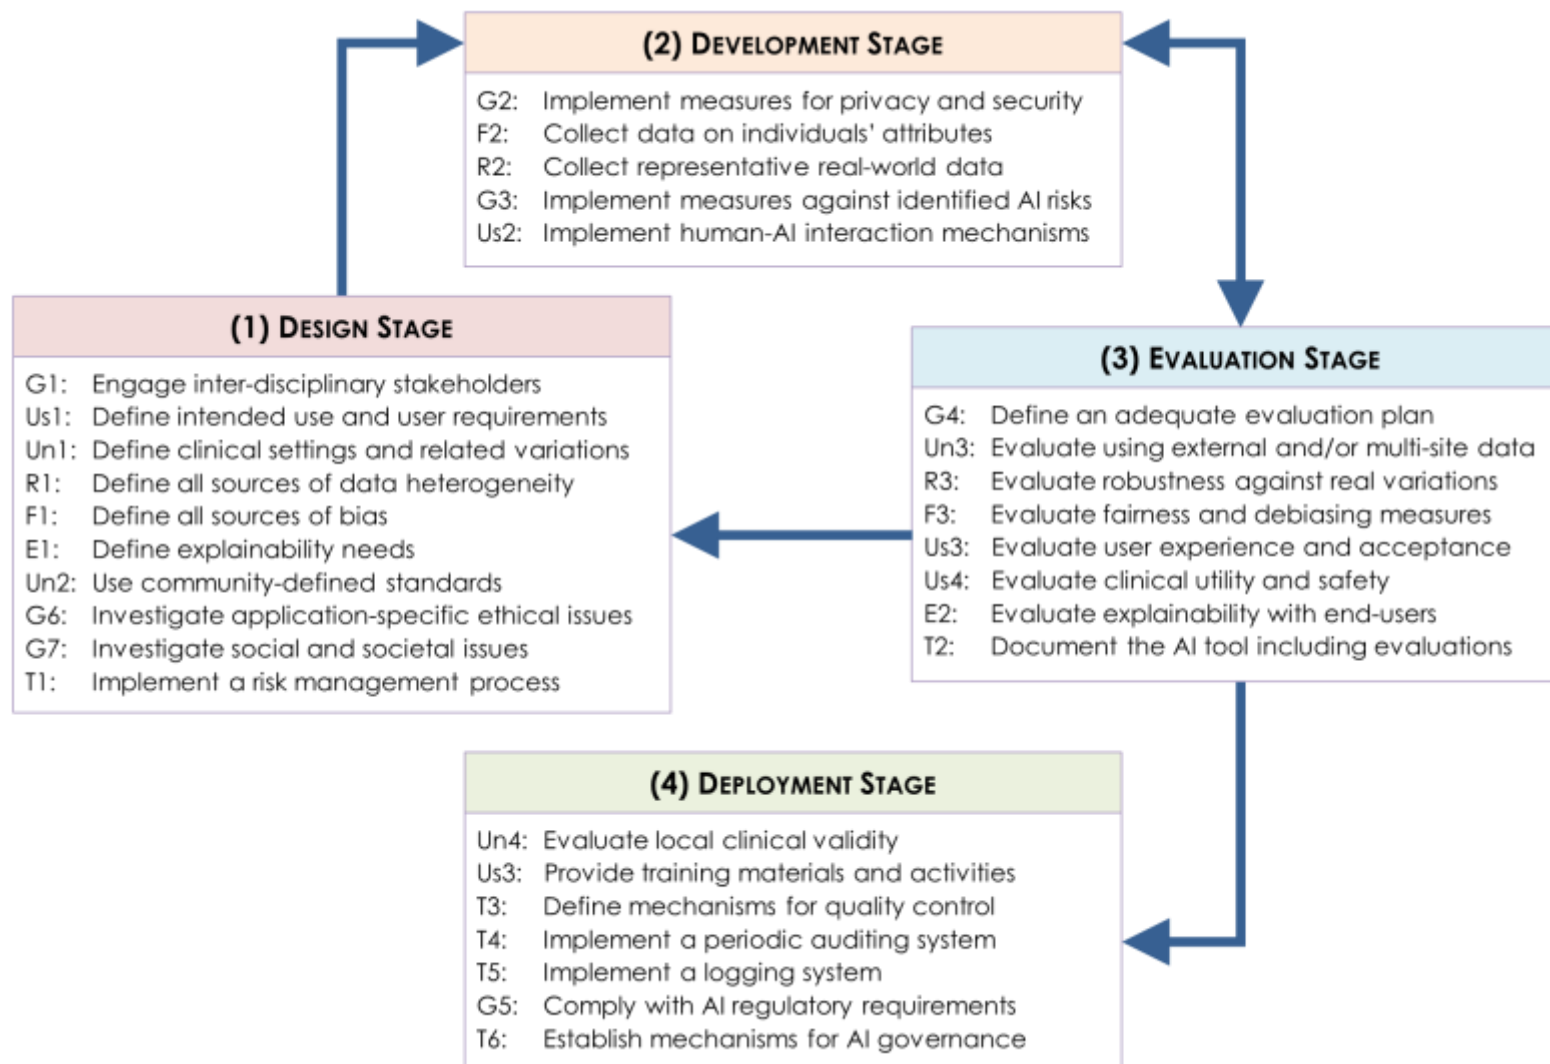 (2) DEVELOPMENT STAGE
G2: Implement measures for privacy and security
F2: Collect data on individuals' attributes
R2: Collect representative real-world data
G3: Implement measures against identified AI risks
Us2: Implement human-AI interaction mechanisms
(1) DESIGN STAGE
G1: Engage inter-disciplinary stakeholders
Us1: Define intended use and user requirements
Un1: Define clinical settings and related variations
R1: Define all sources of data heterogeneity
F1: Define all sources of bias
E1: Define explainability needs
Un2: Use community-defined standards
G6: Investigate application-specific ethical issues
G7: Investigate social and societal issues
T1: Implement a risk management process
(3) EVALUATION STAGE
G4: Define an adequate evaluation plan
Un3: Evaluate using external and/or multi-site data
R3: Evaluate robustness against real variations
F3: Evaluate fairness and debiasing measures
Us3: Evaluate user experience and acceptance
Us4: Evaluate clinical utility and safety
E2: Evaluate explainability with end-users
T2: Document the AI tool including evaluations
(4) DEPLOYMENT STAGE
Un4: Evaluate local clinical validity
Us3: Provide training materials and activities
T3: Define mechanisms for quality control
T4: Implement a periodic auditing system
T5: Implement a logging system
G5: Comply with AI regulatory requirements
T6: Establish mechanisms for AI governance